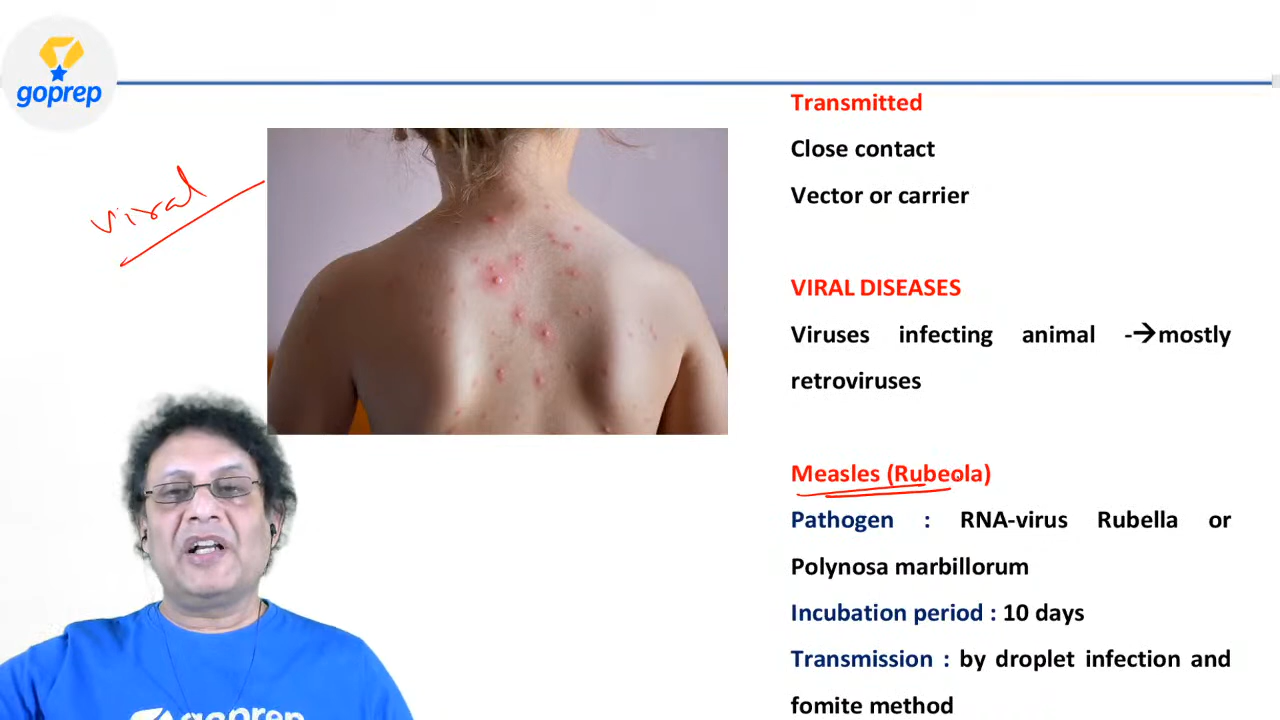 goprep
viral
Transmitted
Close contact
Vector or carrier
VIRAL DISEASES
Viruses infecting animal -→mostly
retroviruses
Measles (Rubeola)
Pathogen : RNA-virus Rubella or
Polynosa marbillorum
Incubation period : 10 days
Transmission : by droplet infection and
fomite method
goprep